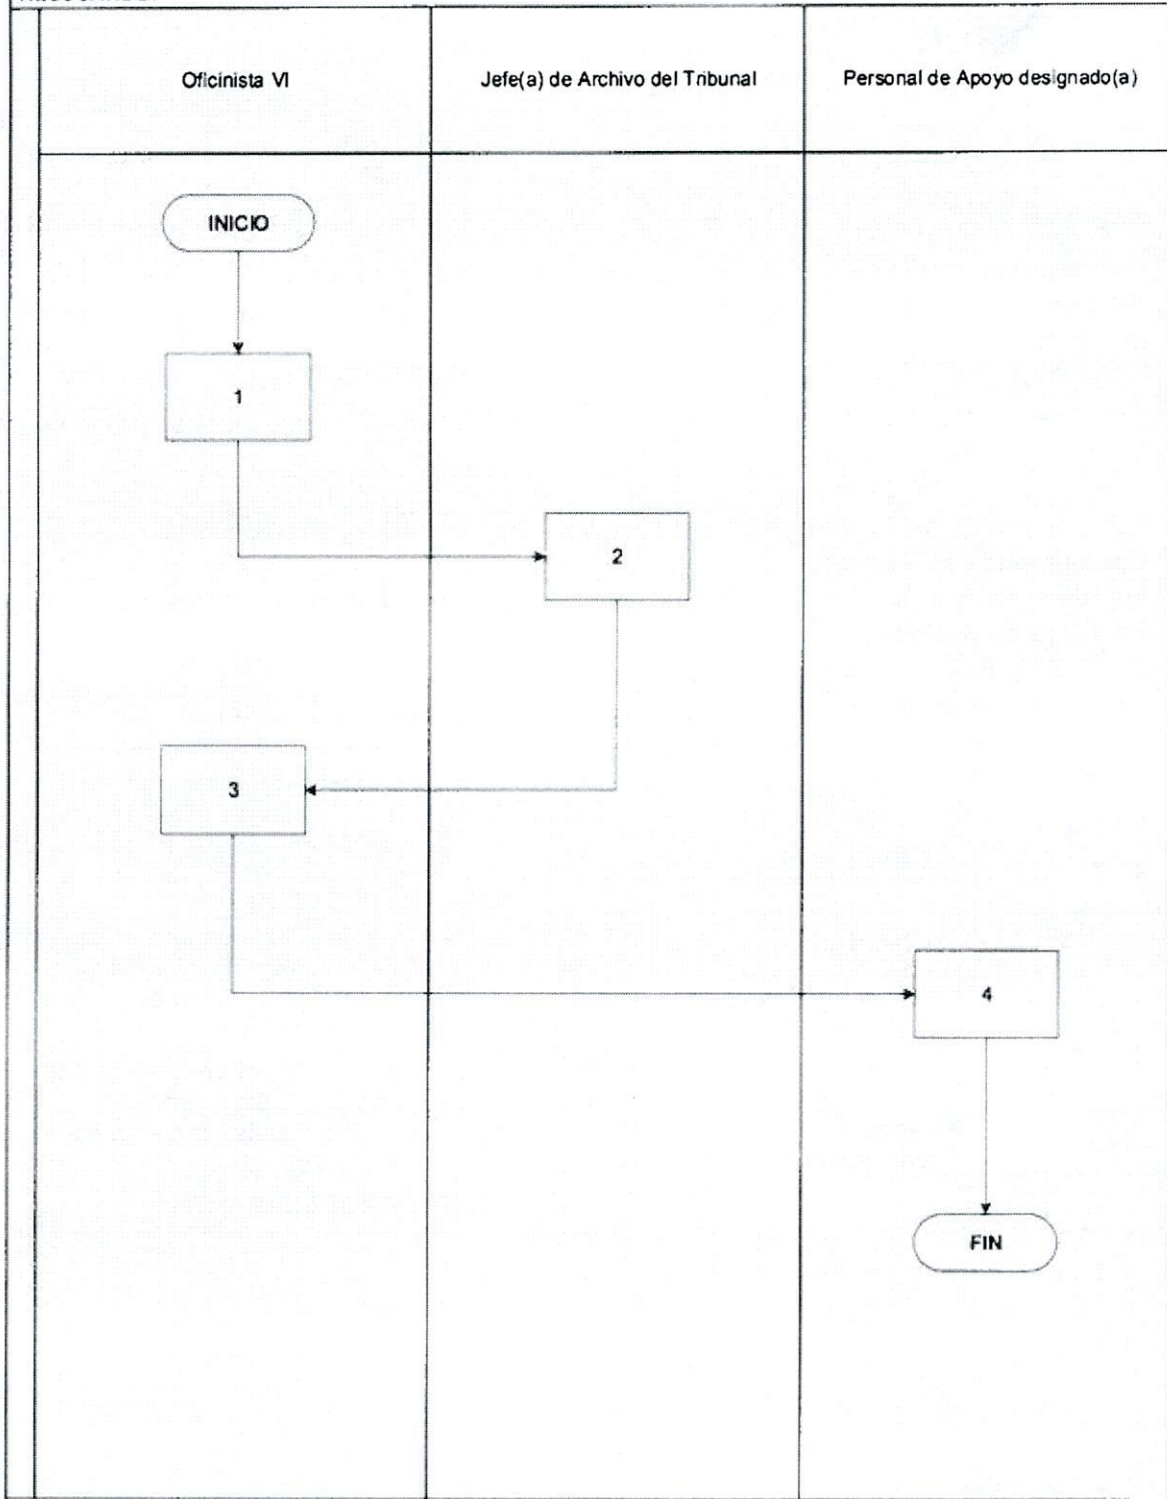 Oficinista VI
Jefe(a) de Archivo del Tribunal
Personal de Apoyo designado(a)
INICIO
1
2
3
4
FIN